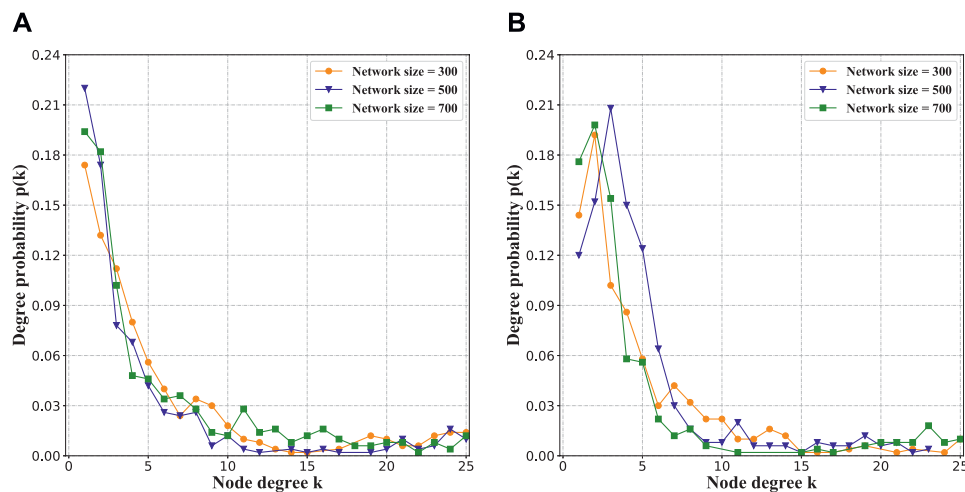 A
B
0.24
0.21
0.18
0.15
0.12
0.09
0.06
0.03
0.00
Degree probability p(k)
0
5
10
15
20
25
Node degree k
Network size = 300
Network size = 500
Network size = 700
0.24
0.21
0.18
0.15
0.12
0.09
0.06
0.03
0.00
Degree probability p(k)
0
5
10
15
20
25
Node degree k
Network size = 300
Network size = 500
Network size = 700